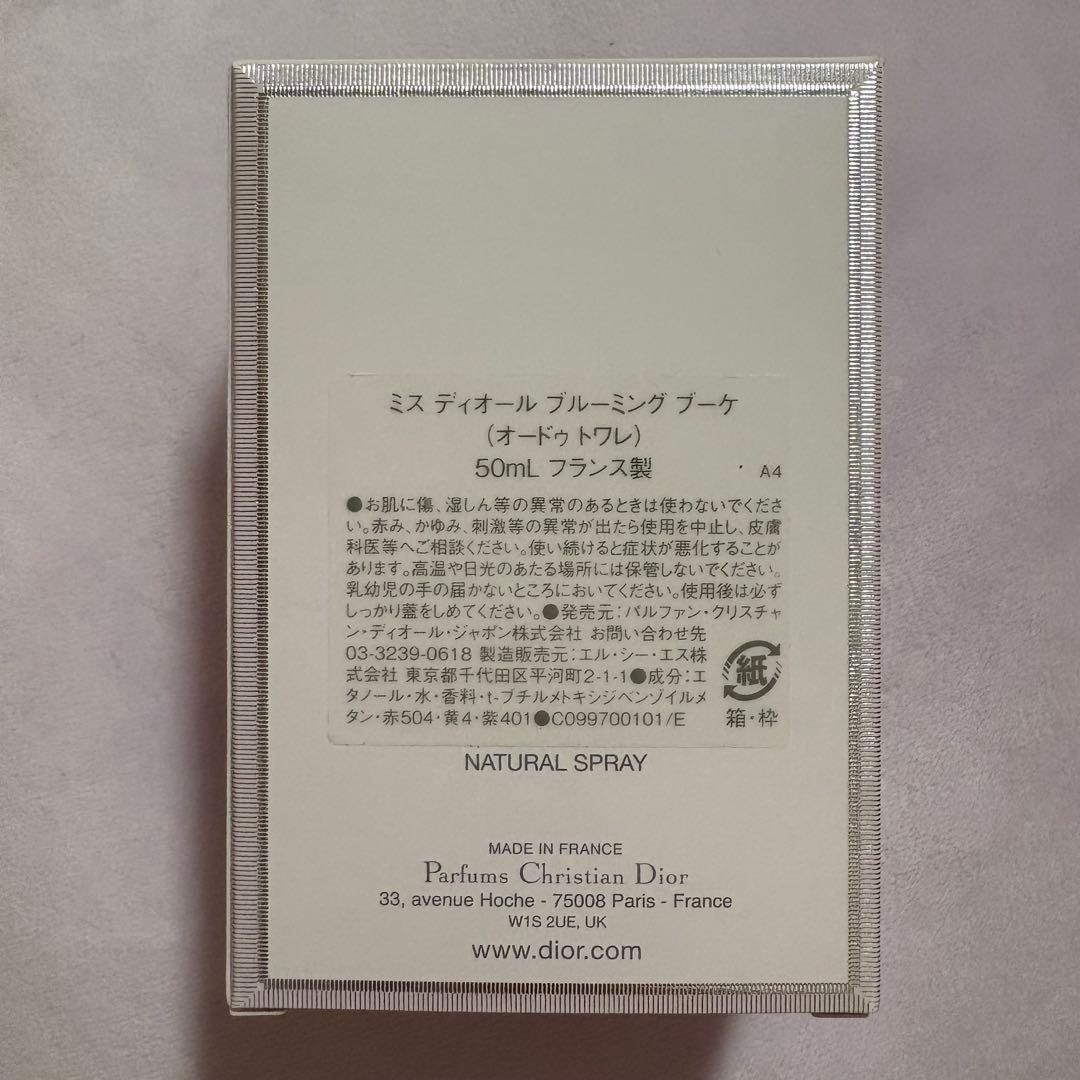 ミス ディオール ブルーミング ブーケ
(オードゥ トワレ)
50mL フランス製
A4
●お肌に傷、湿しん等の異常のあるときは使わないでくださ
い。赤み、かゆみ、刺激等の異常が出たら使用を中止し、皮膚
科医等へご相談ください。使い続けると症状が悪化することが
あります。高温や日光のあたる場所には保管しないでください。
乳幼児の手の届かないところにおいてください。使用後は必ず
しっかり蓋をしめてください。●発売元:パルファン・クリスチャ
ン・ディオール・ジャポン株式会社 お問い合わせ先
03-3239-0618 製造販売元:エル・シー・エス株
式会社 東京都千代田区平河町2-1-1●成分:エ
タノール・水・香料・t-ブチルメトキシジベンゾイルメ
タン・赤504・黄4・紫401●C099700101/E
紙
箱・枠
NATURAL SPRAY
MADE IN FRANCE
Parfums Christian Dior
33, avenue Hoche - 75008 Paris - France
W1S 2UE, UK
www.dior.com